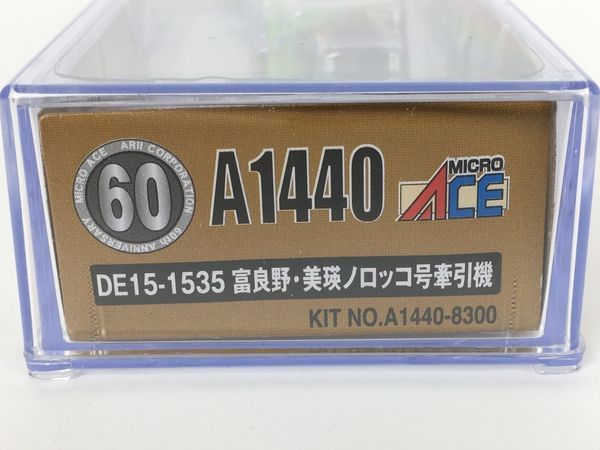 MICRO ACE ARII CORPORATION 60th ANNIVERSARY
60
A1440
MICRO
ACE
DE15-1535 富良野・美瑛ノロッコ号牽引機
KIT NO.A1440-8300